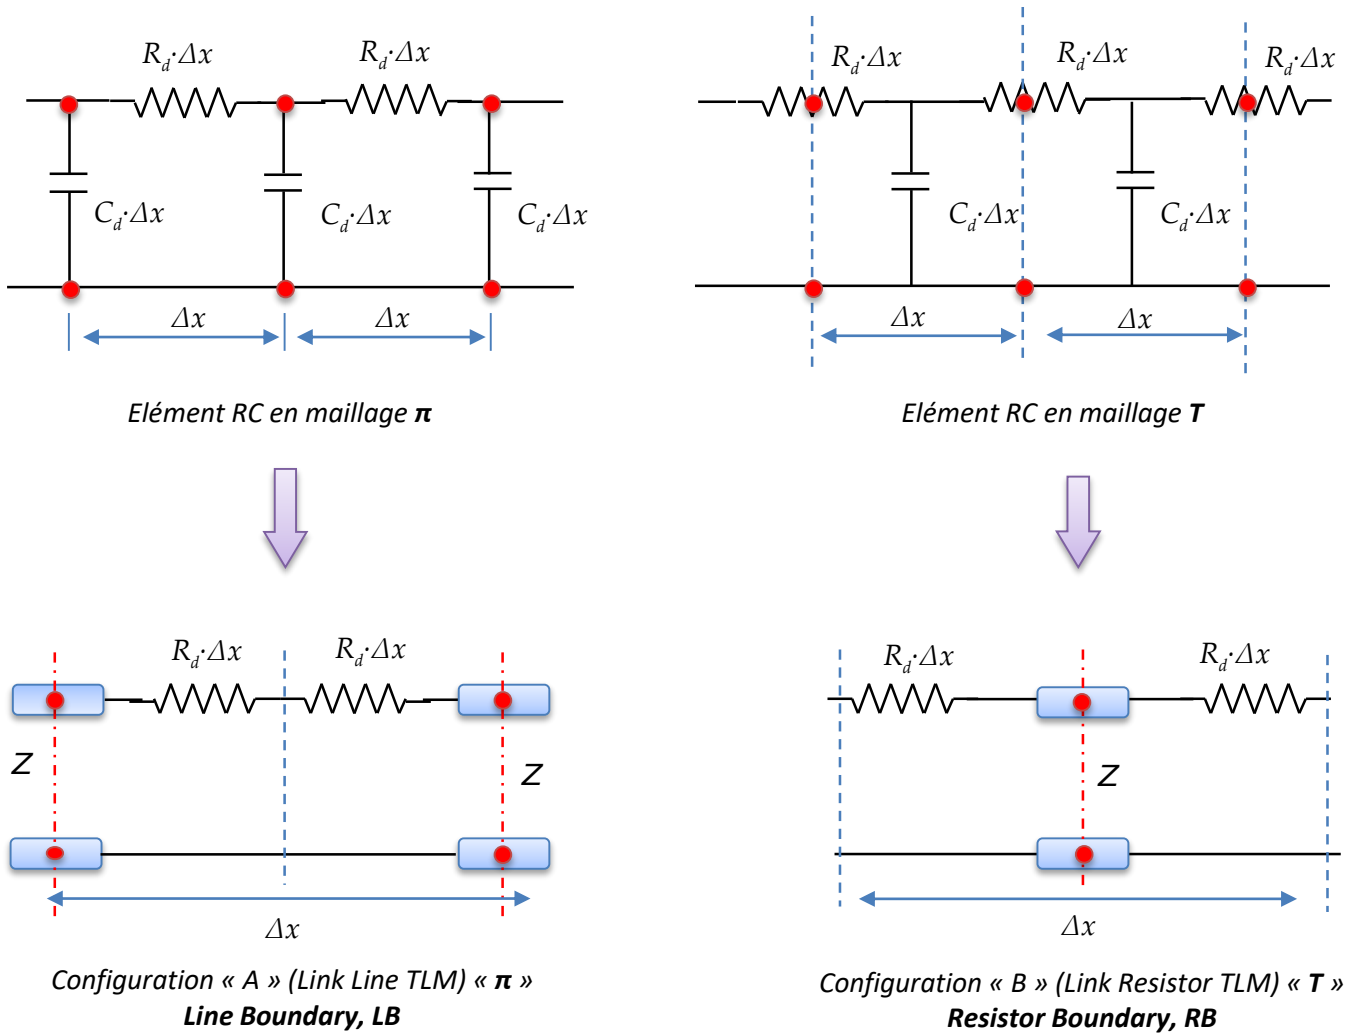 R_d·Δx
R_d·Δx
C_d·Δx
C_d·Δx
C_d·Δx
Δx
Δx
Elément RC en maillage π
R_d·Δx
R_d·Δx
R_d·Δx
C_d·Δx
C_d·Δx
Δx
Δx
Elément RC en maillage T
R_d·Δx
R_d·Δx
Z
Z
Δx
Configuration « A » (Link Line TLM) « π »
Line Boundary, LB
R_d·Δx
R_d·Δx
Z
Δx
Configuration « B » (Link Resistor TLM) « T »
Resistor Boundary, RB